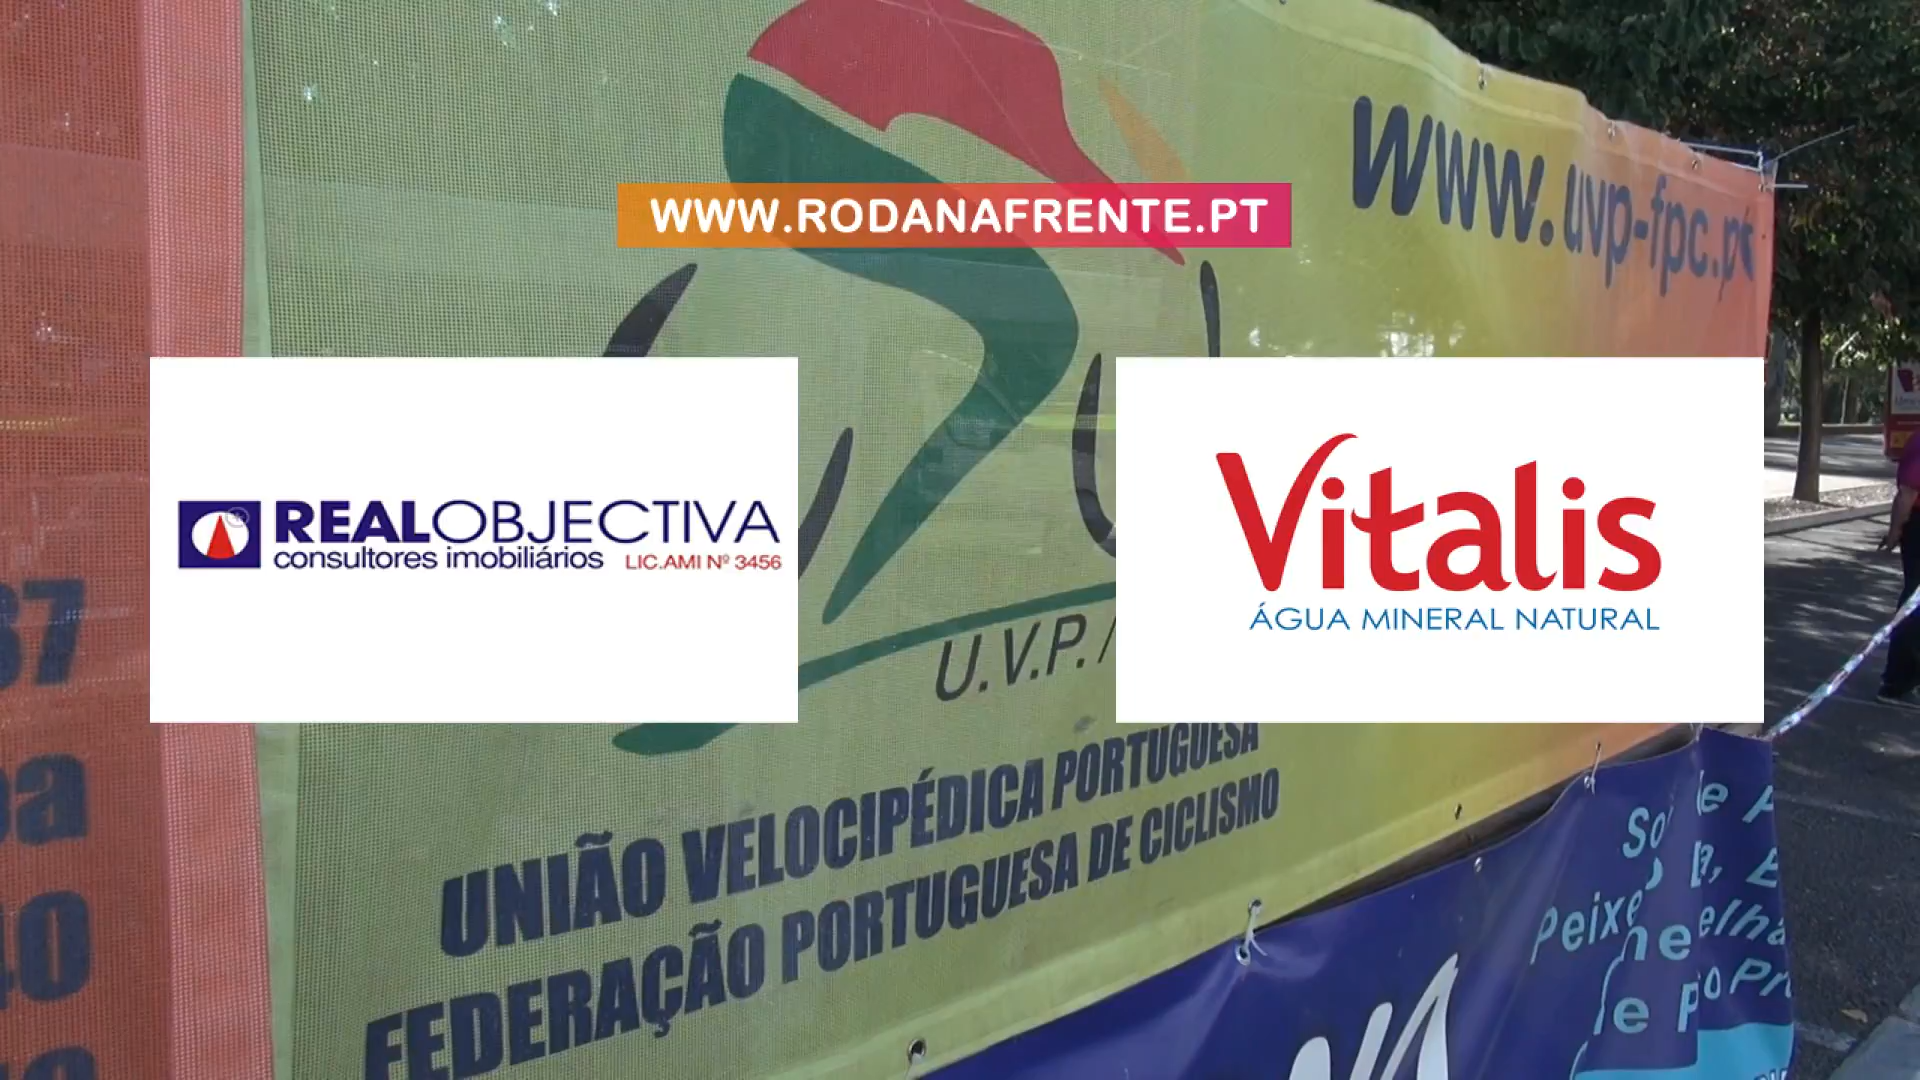 WWW.RODANAFRENTE.PT
www.uvp-fpc.pt
REALOBJECTIVA
consultores imobiliários LIC.AMI Nº 3456
Vitalis
ÁGUA MINERAL NATURAL
37
U.V.P. /
UNIÃO VELOCIPÉDICA PORTUGUESA
FEDERAÇÃO PORTUGUESA DE CICLISMO